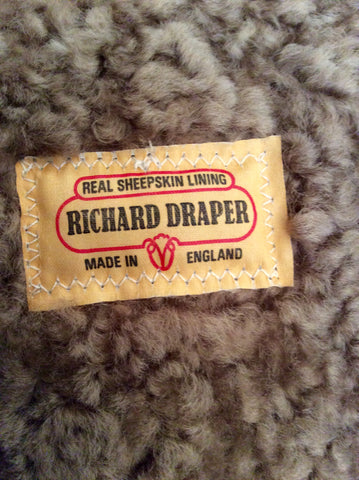 REAL SHEEPSKIN LINING
RICHARD DRAPER
MADE IN ENGLAND